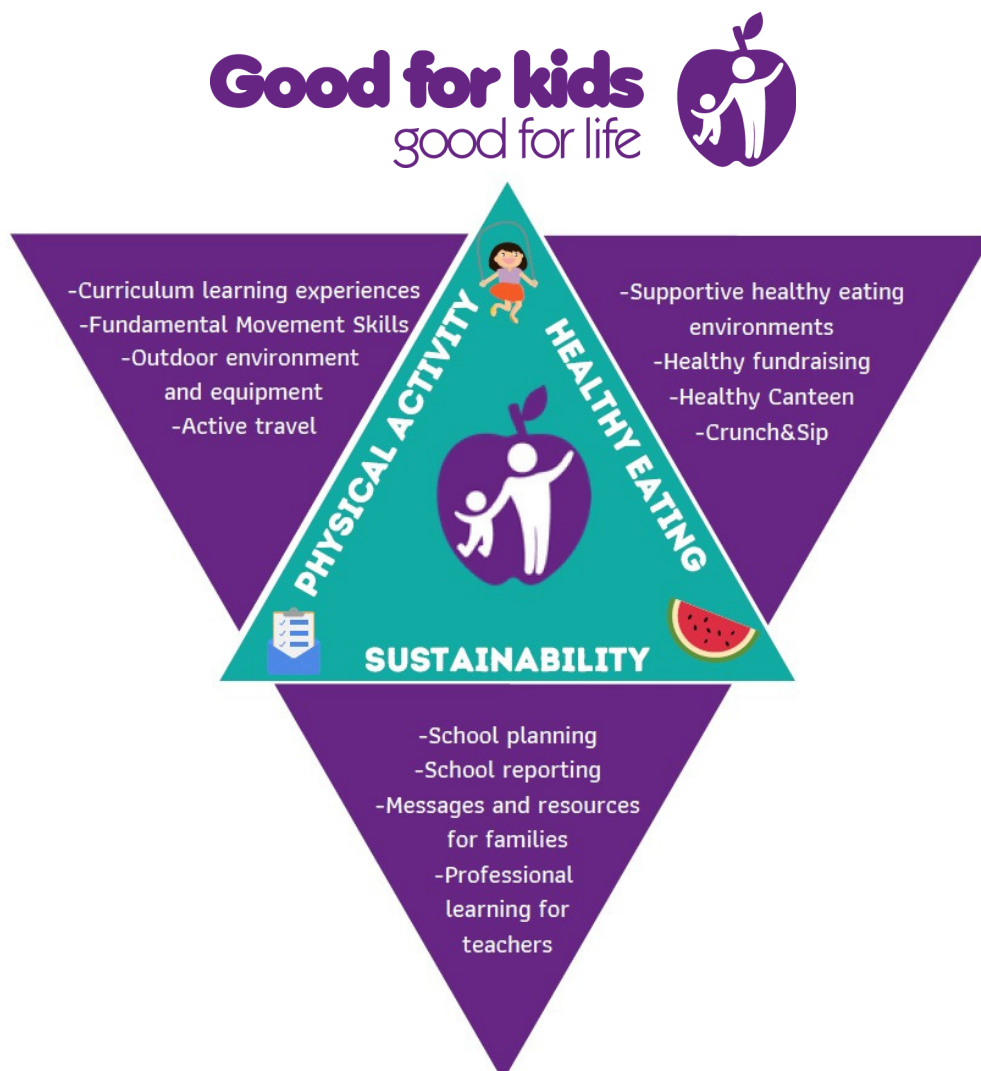 Good for kids
good for life
-Curriculum learning experiences
-Fundamental Movement Skills
-Outdoor environment
and equipment
-Active travel
PHYSICAL ACTIVITY
HEALTHY EATING
-Supportive healthy eating
environments
-Healthy fundraising
-Healthy Canteen
-Crunch&Sip
SUSTAINABILITY
-School planning
-School reporting
-Messages and resources
for families
-Professional
learning for
teachers